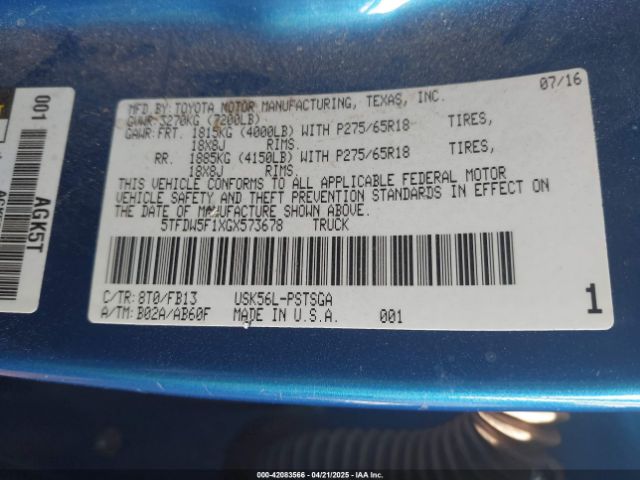 07/16
MFD.BY:TOYOTA MOTOR MANUFACTURING, TEXAS, INC.
GVWR:3270KG (7200LB)
GAWR:FRT. 1815KG (4000LB) WITH P275/65R18 TIRES,
18X8J RIMS.
RR. 1885KG (4150LB) WITH P275/65R18 TIRES,
18X8J RIMS.
THIS VEHICLE CONFORMS TO ALL APPLICABLE FEDERAL MOTOR
VEHICLE SAFETY AND THEFT PREVENTION STANDARDS IN EFFECT ON
THE DATE OF MANUFACTURE SHOWN ABOVE.
5TFDW5F1XGX573678 TRUCK
C/TR:8T0/FB13 USK56L-PSTSGA
A/TM:B02A/AB60F MADE IN U.S.A. 001
1
001
AGK5T
000-42083566 - 04/21/2025 - IAA Inc.